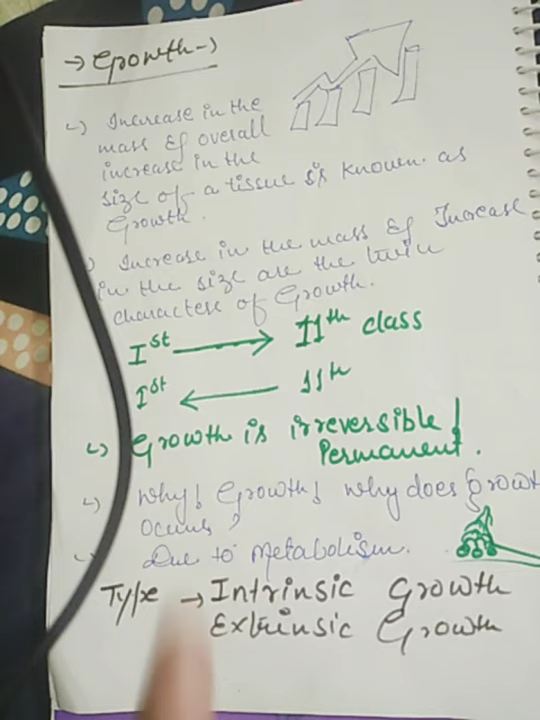 → Growth →
↳ Increase in the
mass & overall
increase in the
size of a tissue is known as
Growth.
Increase in the mass & Increase
in the size are the twin
characters of Growth.
Ist → 11th class
Ist ← 11th
↳ Growth is irreversible /
Permanent.
↳ Why! Growth! Why does Growth
occurs ?
Due to Metabolism.
Type → Intrinsic Growth
Extrinsic Growth